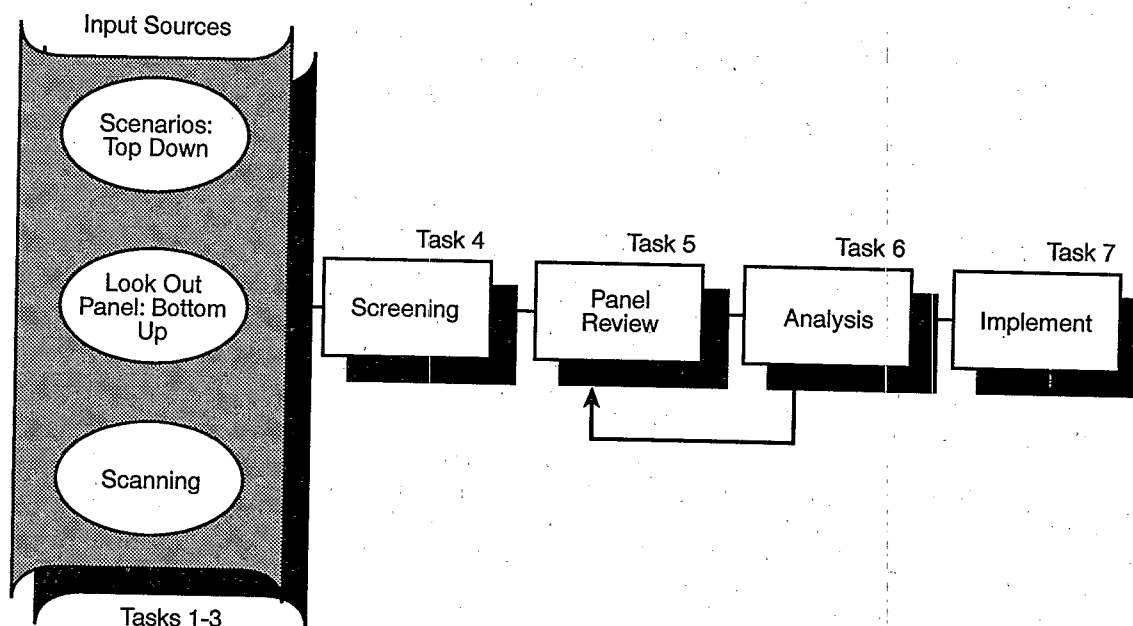 Input Sources
Scenarios:
Top Down
Look Out
Panel: Bottom
Up
Scanning
Tasks 1-3
Task 4
Screening
Task 5
Panel
Review
Task 6
Analysis
Task 7
Implement